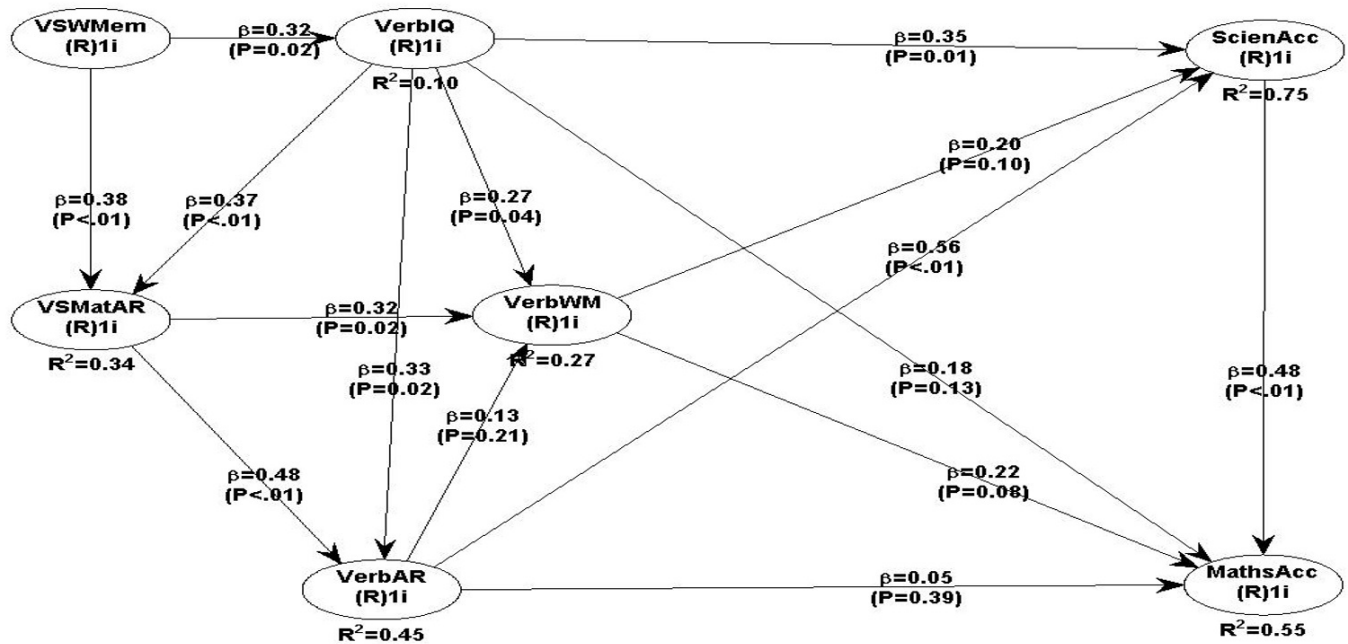 VSWMem
(R)1i
β=0.32
(P=0.02)
VerbIQ
(R)1i
R²=0.10
β=0.35
(P=0.01)
ScienAcc
(R)1i
R²=0.75
β=0.20
(P=0.10)
β=0.38
(P<.01)
β=0.37
(P<.01)
β=0.27
(P=0.04)
β=0.56
(P<.01)
VSMatAR
(R)1i
R²=0.34
β=0.32
(P=0.02)
VerbWM
(R)1i
R²=0.27
β=0.33
(P=0.02)
β=0.18
(P=0.13)
β=0.48
(P<.01)
β=0.13
(P=0.21)
β=0.48
(P<.01)
β=0.22
(P=0.08)
VerbAR
(R)1i
R²=0.45
β=0.05
(P=0.39)
MathsAcc
(R)1i
R²=0.55